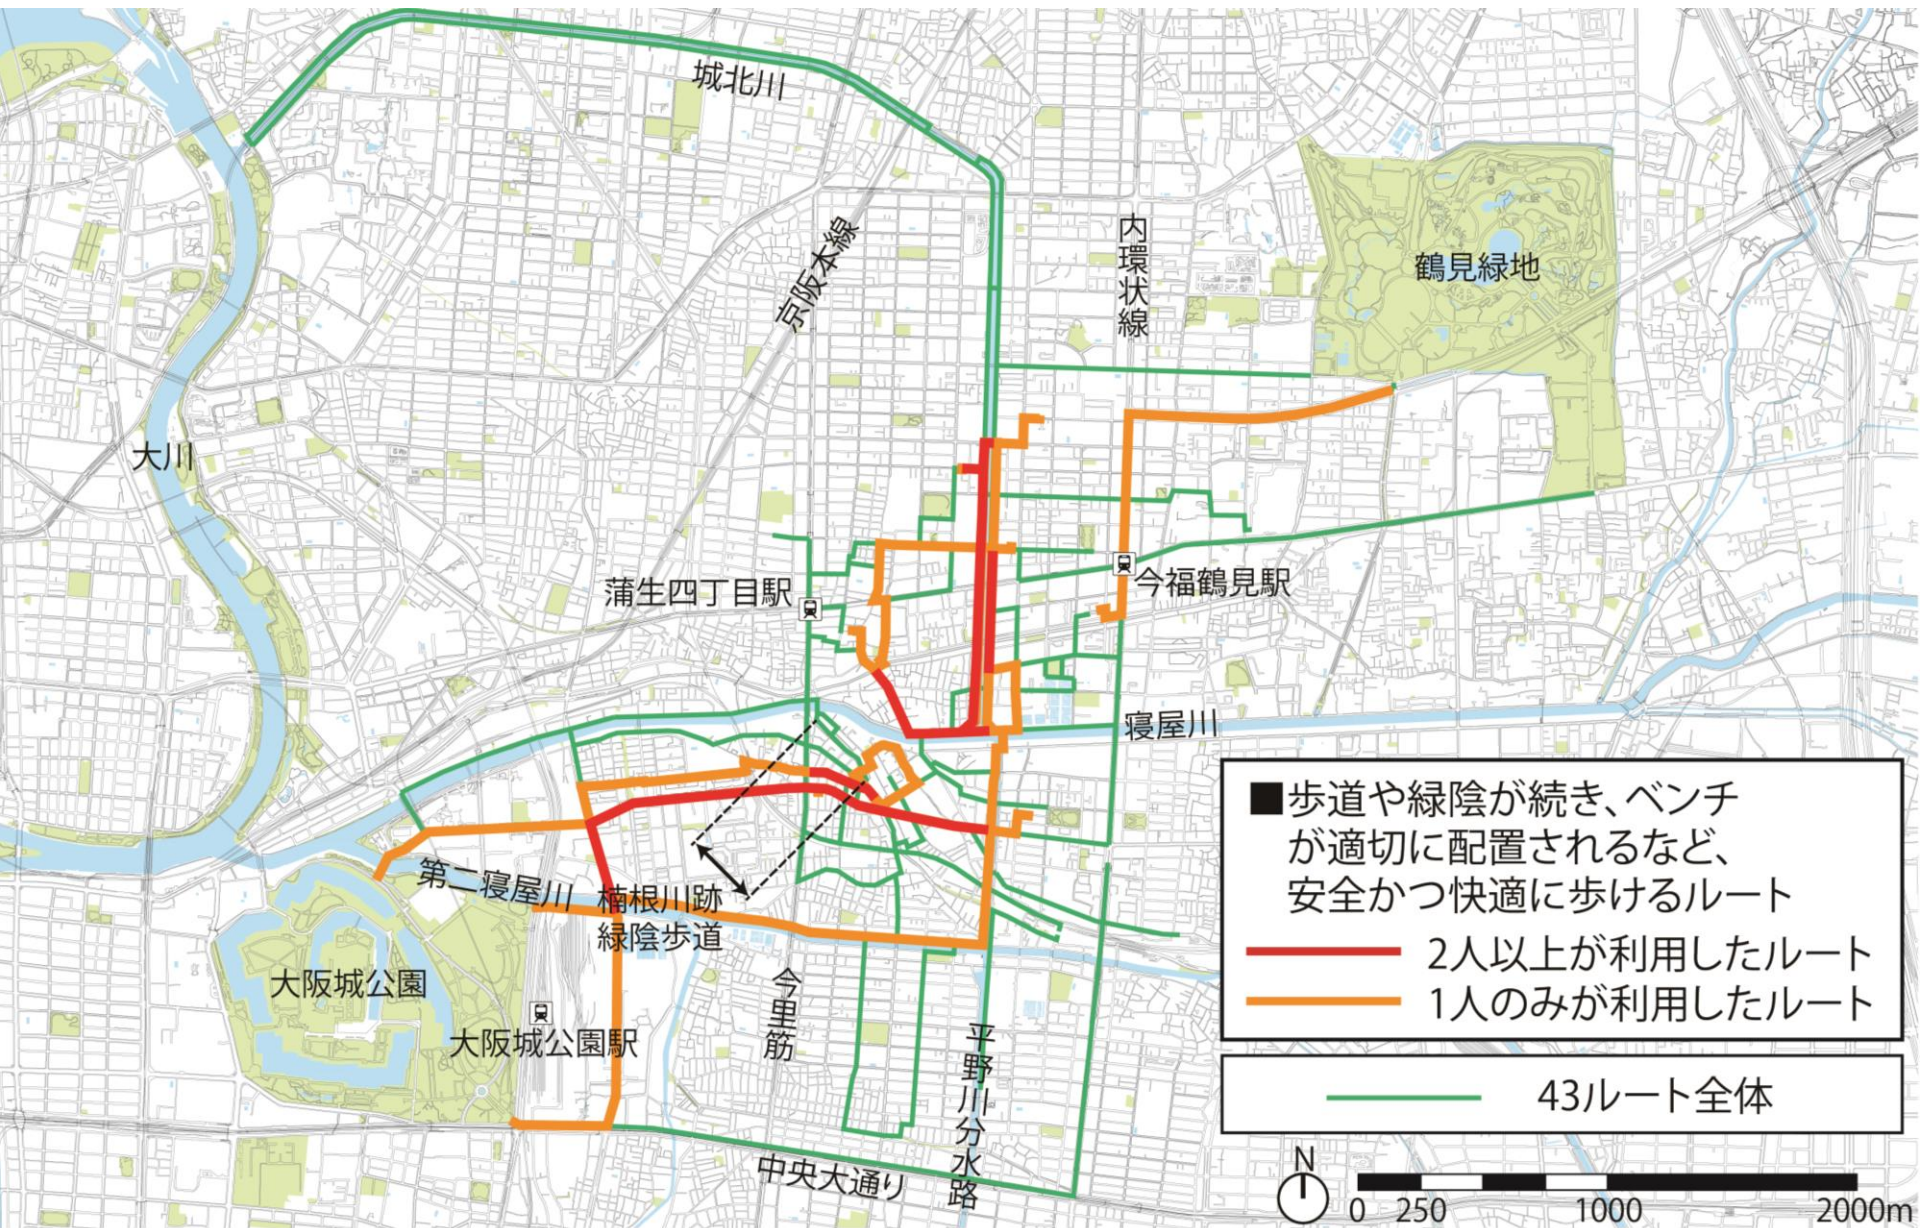 城北川
京阪本線
内環状線
鶴見緑地
大川
蒲生四丁目駅
今福鶴見駅
寝屋川
第二寝屋川
楠根川跡
緑陰歩道
大阪城公園
大阪城公園駅
今里筋
平野川分水路
中央大通り
■歩道や緑陰が続き、ベンチ
が適切に配置されるなど、
安全かつ快適に歩けるルート
2人以上が利用したルート
1人のみが利用したルート
43ルート全体
N
0 250 1000 2000m